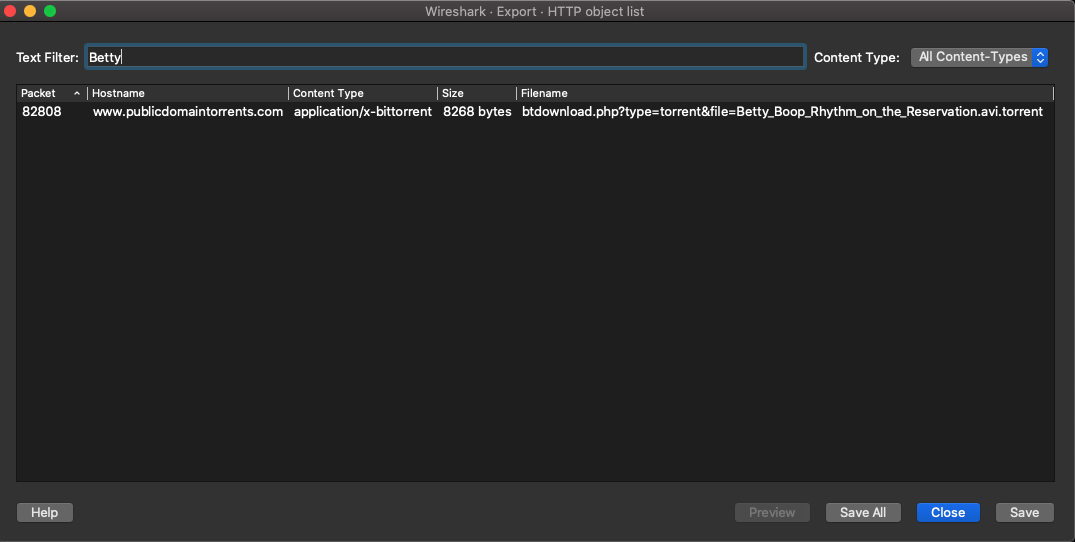 Wireshark · Export · HTTP object list
Text Filter: Betty Content Type: All Content-Types
Packet Hostname Content Type Size Filename
82808 www.publicdomaintorrents.com application/x-bittorrent 8268 bytes btdownload.php?type=torrent&file=Betty_Boop_Rhythm_on_the_Reservation.avi.torrent
Help Preview Save All Close Save